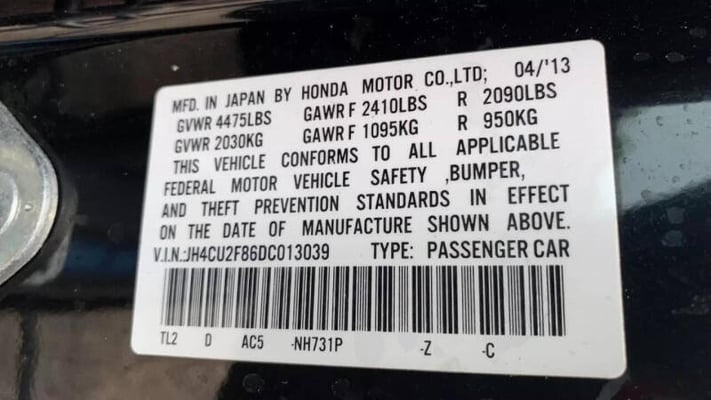 MFD. IN JAPAN BY HONDA MOTOR CO.,LTD; 04/'13
GVWR 4475LBS GAWR F 2410LBS R 2090LBS
GVWR 2030KG GAWR F 1095KG R 950KG
THIS VEHICLE CONFORMS TO ALL APPLICABLE
FEDERAL MOTOR VEHICLE SAFETY ,BUMPER,
AND THEFT PREVENTION STANDARDS IN EFFECT
ON THE DATE OF MANUFACTURE SHOWN ABOVE.
V.I.N.:JH4CU2F86DC013039 TYPE: PASSENGER CAR
TL2 D AC5 -NH731P -Z -C